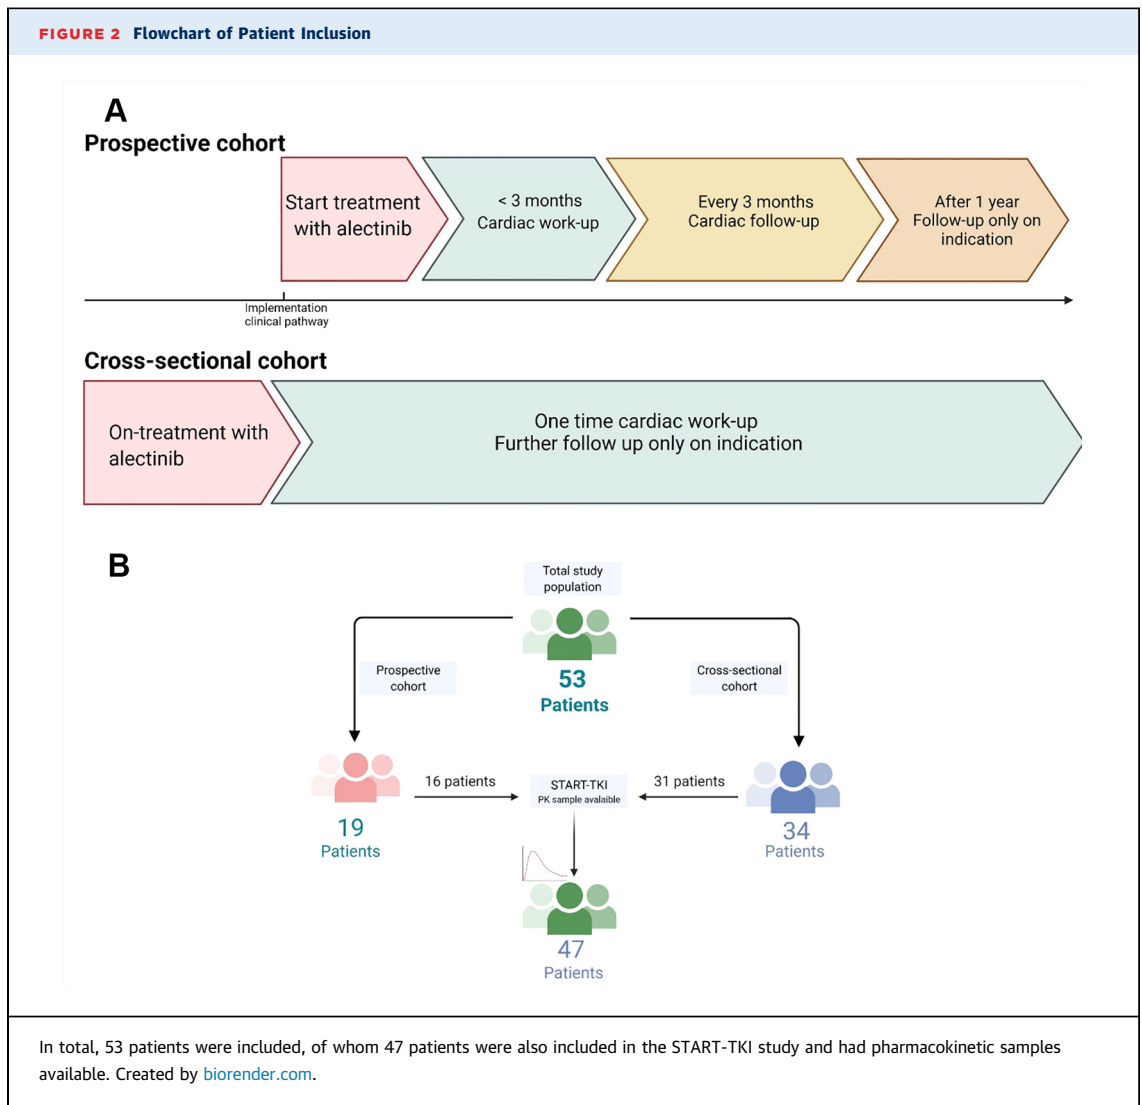 FIGURE 2 Flowchart of Patient Inclusion
A
Prospective cohort
Start treatment
with alectinib
< 3 months
Cardiac work-up
Every 3 months
Cardiac follow-up
After 1 year
Follow-up only on
indication
Implementation
clinical pathway
Cross-sectional cohort
On-treatment with
alectinib
One time cardiac work-up
Further follow up only on indication
B
Total study
population
53
Patients
Prospective
cohort
Cross-sectional
cohort
19
Patients
16 patients
START-TKI
PK sample avalaible
31 patients
34
Patients
47
Patients
In total, 53 patients were included, of whom 47 patients were also included in the START-TKI study and had pharmacokinetic samples
available. Created by biorender.com.